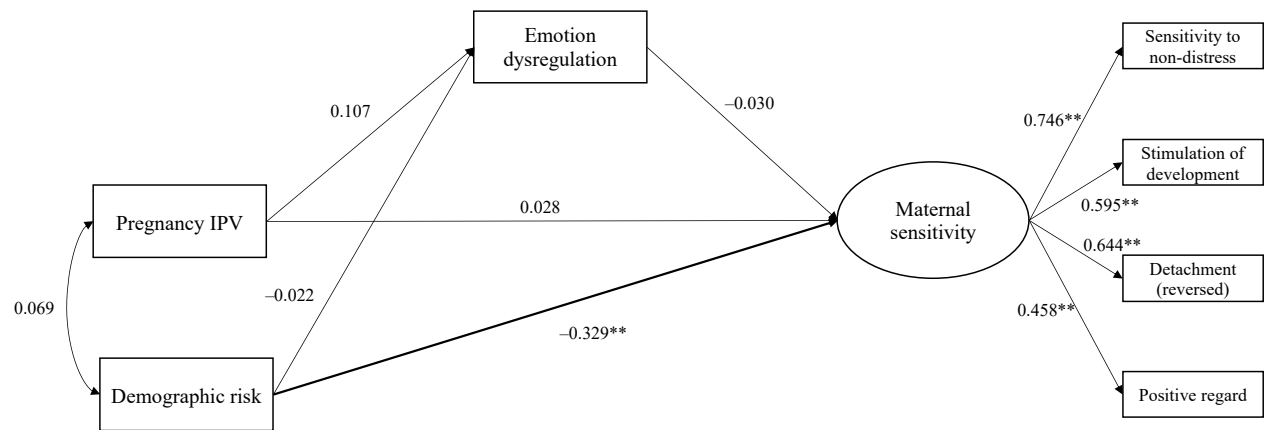 Emotion
dysregulation
Sensitivity to
non-distress
0.107
–0.030
0.746**
Stimulation of
development
Pregnancy IPV
0.028
Maternal
sensitivity
0.595**
0.644**
Detachment
(reversed)
–0.022
0.069
0.458**
–0.329**
Demographic risk
Positive regard